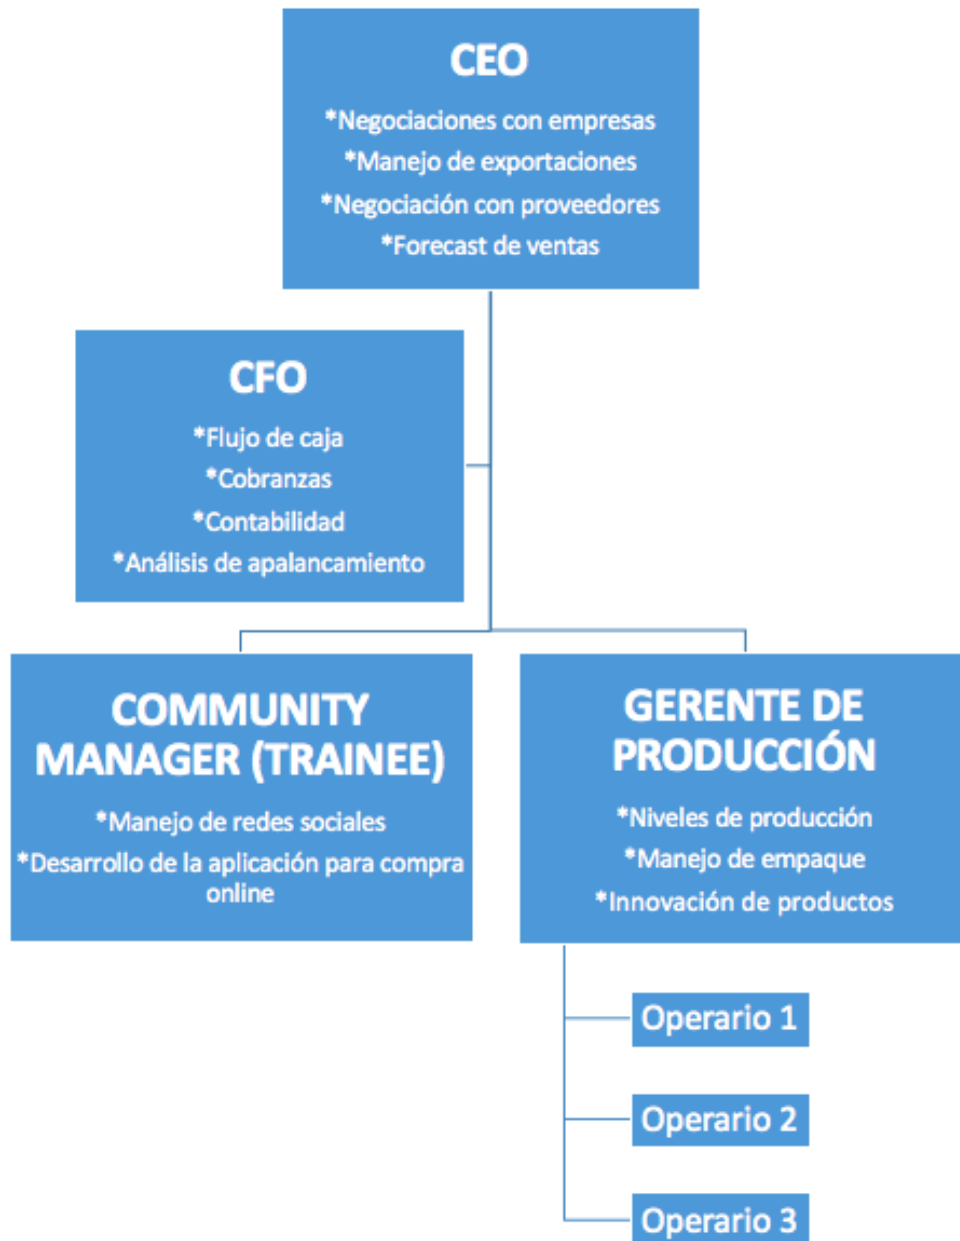 CEO
*Negociaciones con empresas
*Manejo de exportaciones
*Negociación con proveedores
*Forecast de ventas
CFO
*Flujo de caja
*Cobranzas
*Contabilidad
*Análisis de apalancamiento
COMMUNITY
MANAGER (TRAINEE)
*Manejo de redes sociales
*Desarrollo de la aplicación para compra
online
GERENTE DE
PRODUCCIÓN
*Niveles de producción
*Manejo de empaque
*Innovación de productos
Operario 1
Operario 2
Operario 3